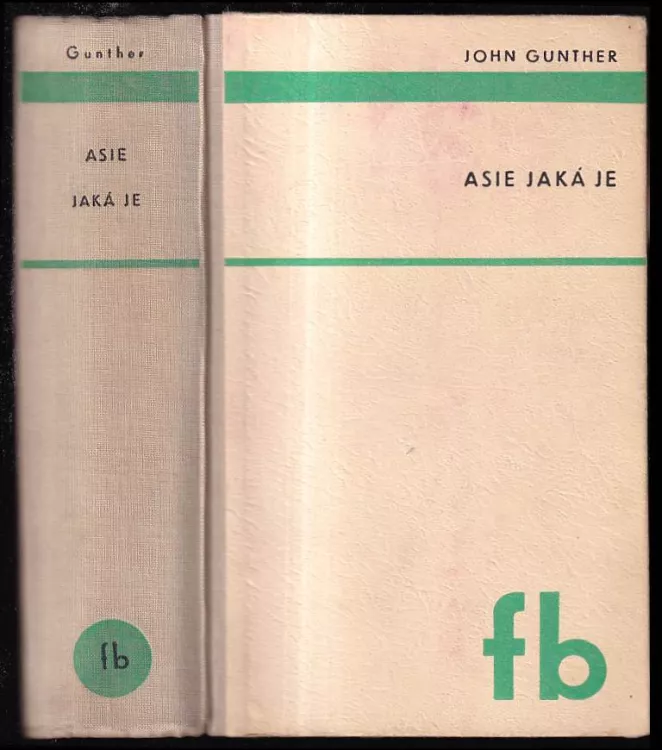 Gunther
ASIE
JAKÁ JE
fb
JOHN GUNTHER
ASIE JAKÁ JE
fb